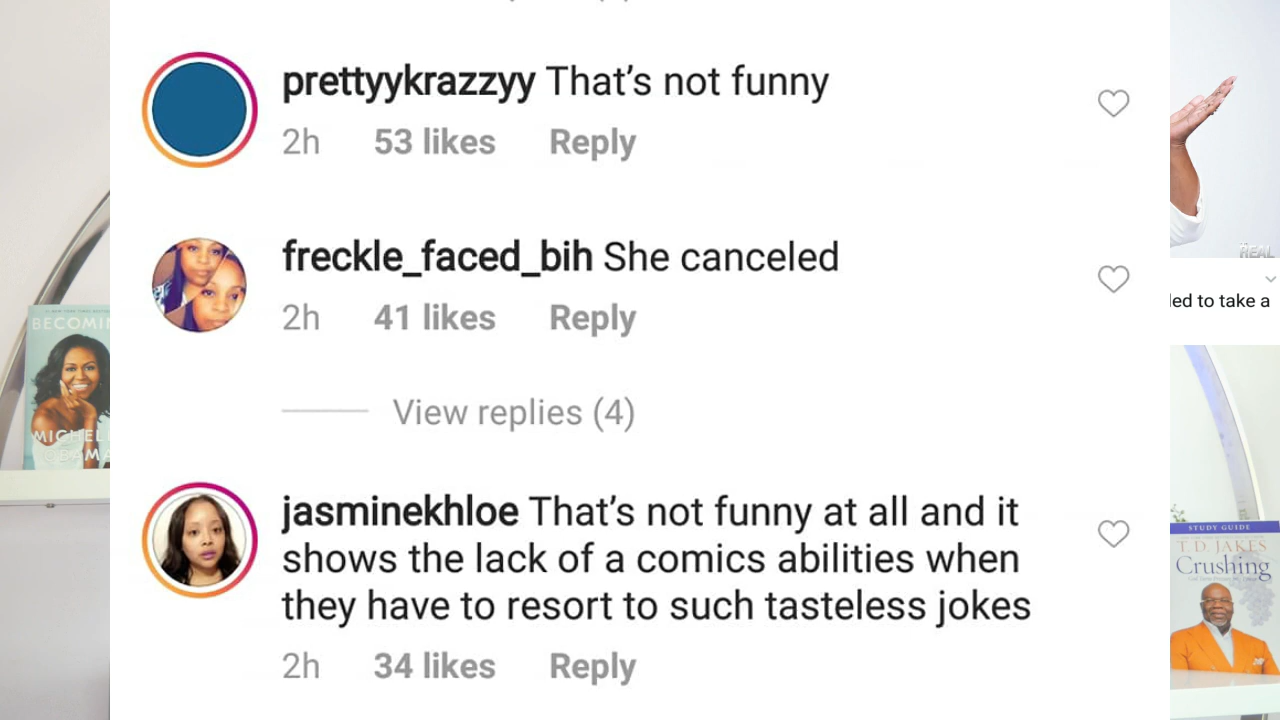 prettyykrazzyy That's not funny
2h 53 likes Reply
freckle_faced_bih She canceled
2h 41 likes Reply
View replies (4)
jasminekhloe That's not funny at all and it
shows the lack of a comics abilities when
they have to resort to such tasteless jokes
2h 34 likes Reply
BECOMIN
MICHELL
OBAMA
REAL
led to take a
STUDY GUIDE
T.D. JAKES
Crushing